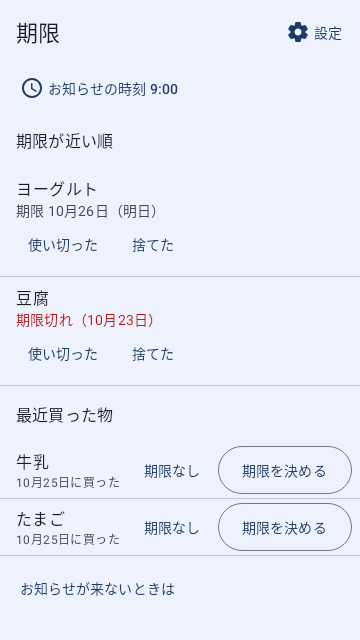 期限
設定
お知らせの時刻 9:00
期限が近い順
ヨーグルト
期限 10月26日（明日）
使い切った 捨てた
豆腐
期限切れ（10月23日）
使い切った 捨てた
最近買った物
牛乳
10月25日に買った
期限なし
期限を決める
たまご
10月25日に買った
期限なし
期限を決める
お知らせが来ないときは